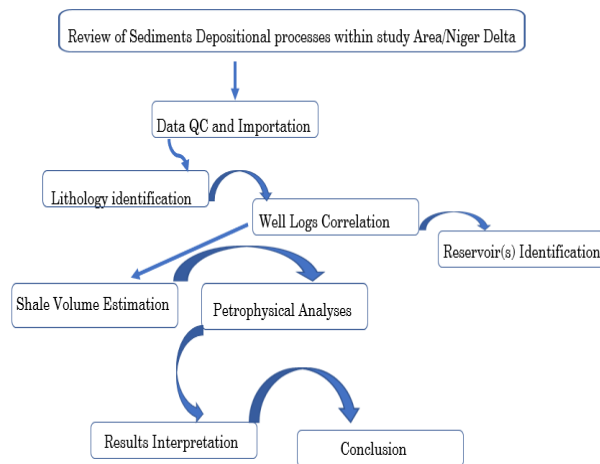 Review of Sediments Depositional processes within study Area/Niger Delta
Data QC and Importation
Lithology identification
Well Logs Correlation
Reservoir(s) Identification
Shale Volume Estimation
Petrophysical Analyses
Results Interpretation
Conclusion